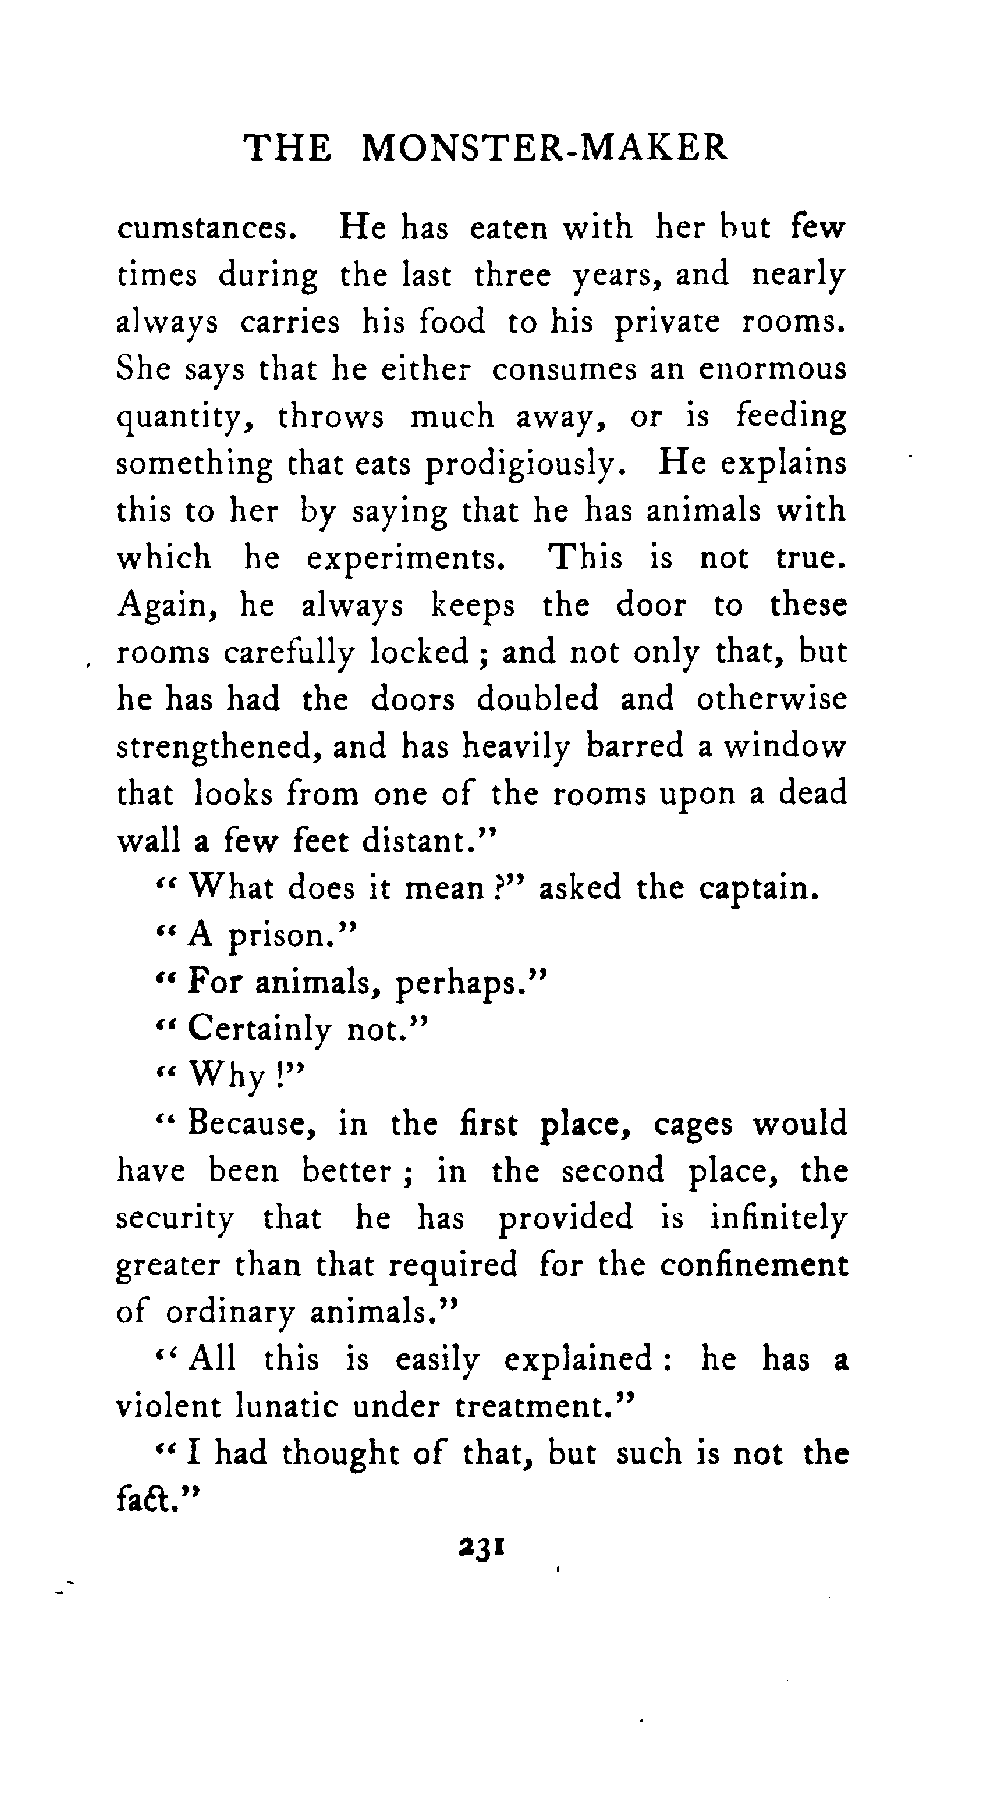 THE MONSTER-MAKER
cumstances. He has eaten with her but few
times during the last three years, and nearly
always carries his food to his private rooms.
She says that he either consumes an enormous
quantity, throws much away, or is feeding
something that eats prodigiously. He explains
this to her by saying that he has animals with
which he experiments. This is not true.
Again, he always keeps the door to these
rooms carefully locked ; and not only that, but
he has had the doors doubled and otherwise
strengthened, and has heavily barred a window
that looks from one of the rooms upon a dead
wall a few feet distant.”
“ What does it mean ?” asked the captain.
“ A prison.”
“ For animals, perhaps.”
“ Certainly not.”
“ Why !”
“ Because, in the first place, cages would
have been better ; in the second place, the
security that he has provided is infinitely
greater than that required for the confinement
of ordinary animals.”
“ All this is easily explained : he has a
violent lunatic under treatment.”
“ I had thought of that, but such is not the
fact.”
231